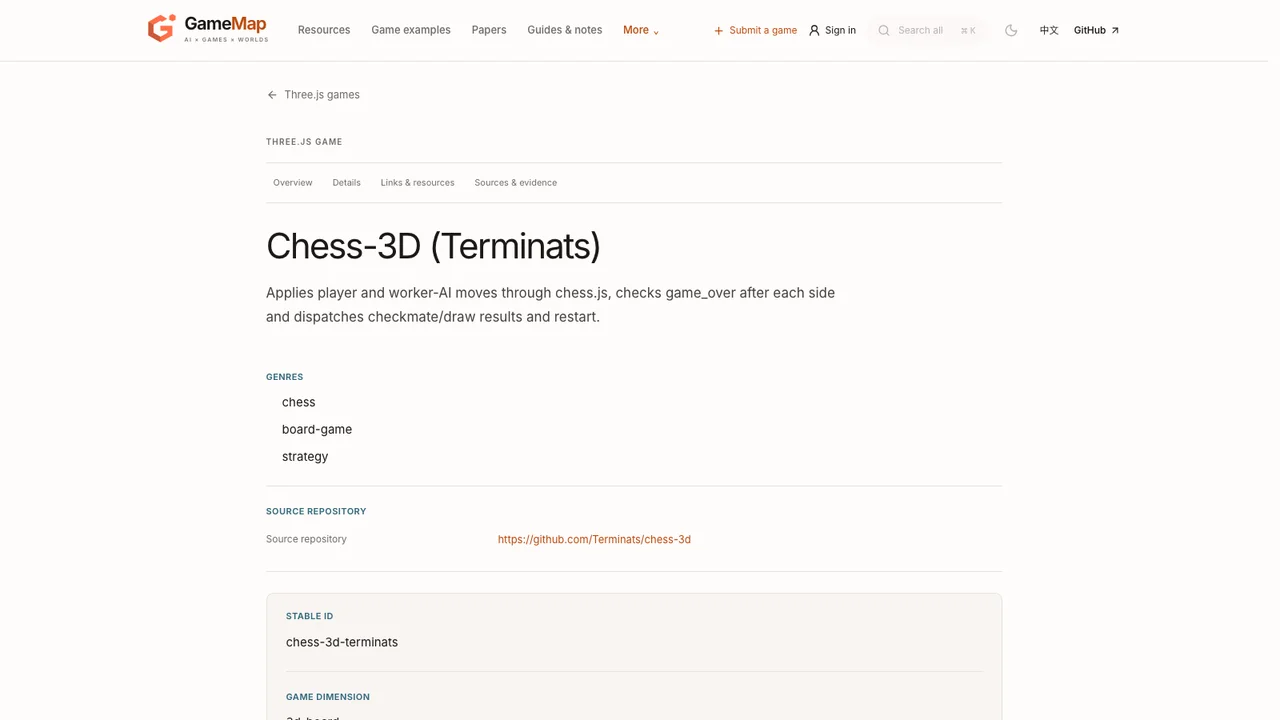 GameMap
AI × GAMES × WORLDS
Resources
Game examples
Papers
Guides & notes
More
+ Submit a game
Sign in
Search all
⌘ K
中文
GitHub ↗
← Three.js games
THREE.JS GAME
Overview
Details
Links & resources
Sources & evidence
Chess-3D (Terminats)
Applies player and worker-AI moves through chess.js, checks game_over after each side
and dispatches checkmate/draw results and restart.
GENRES
chess
board-game
strategy
SOURCE REPOSITORY
Source repository
https://github.com/Terminats/chess-3d
STABLE ID
chess-3d-terminats
GAME DIMENSION
3d-board